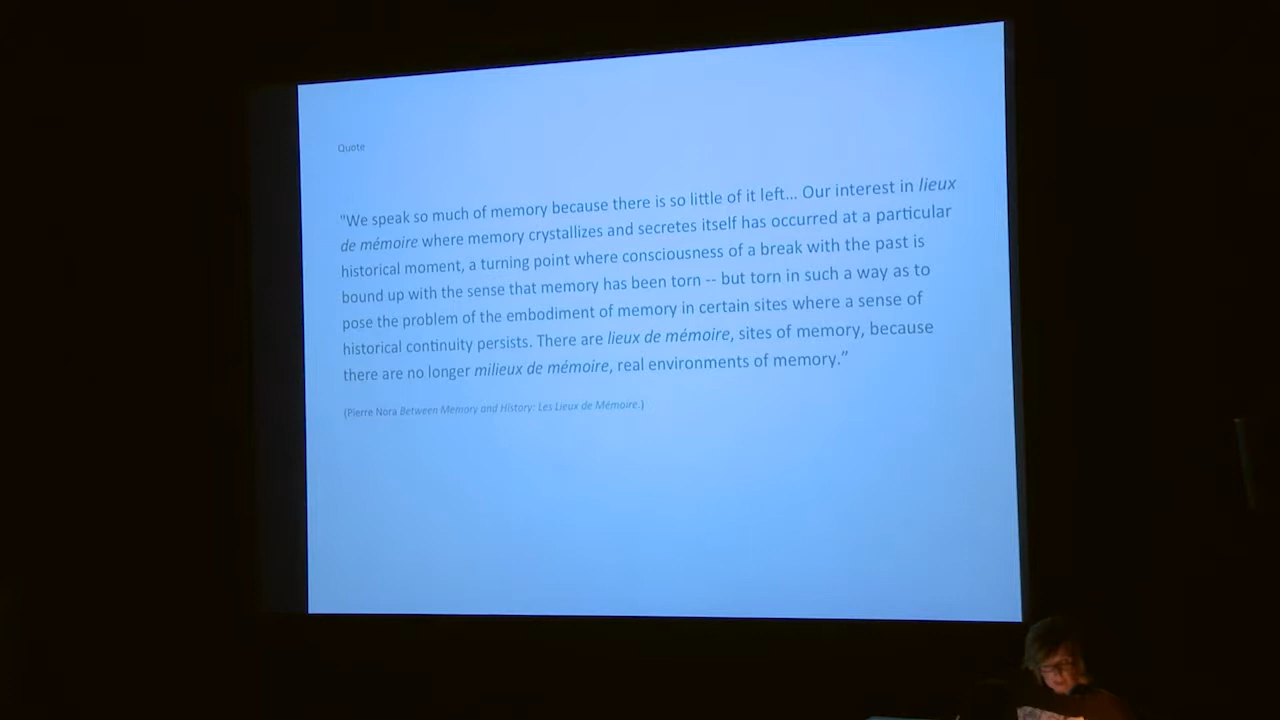 Quote
“We speak so much of memory because there is so little of it left... Our interest in lieux
de mémoire where memory crystallizes and secretes itself has occurred at a particular
historical moment, a turning point where consciousness of a break with the past is
bound up with the sense that memory has been torn -- but torn in such a way as to
pose the problem of the embodiment of memory in certain sites where a sense of
historical continuity persists. There are lieux de mémoire, sites of memory, because
there are no longer milieux de mémoire, real environments of memory.”
(Pierre Nora Between Memory and History: Les Lieux de Mémoire.)